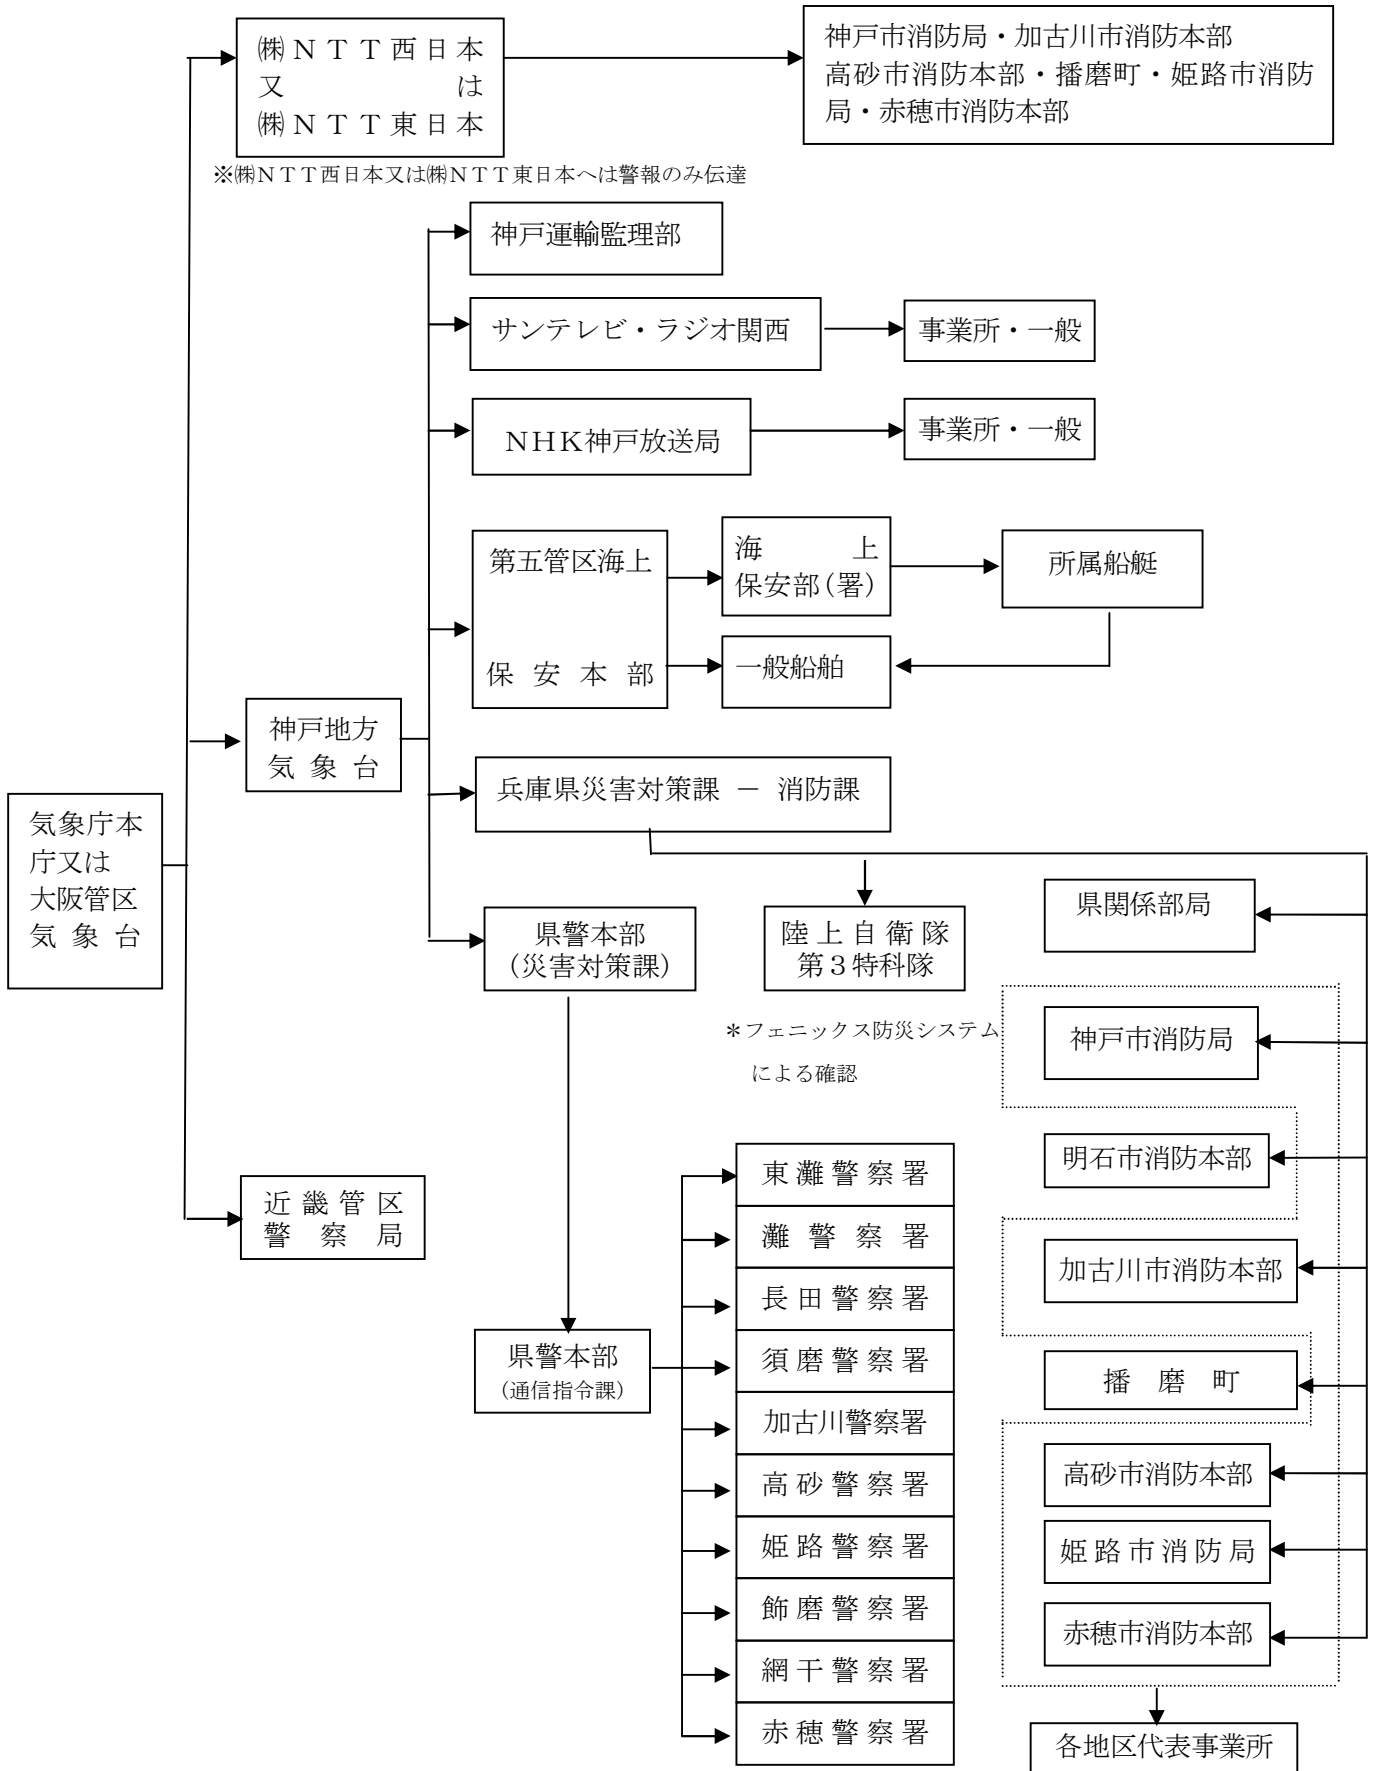 ㈱ＮＴＴ西日本
又は
㈱ＮＴＴ東日本
神戸市消防局・加古川市消防本部
高砂市消防本部・播磨町・姫路市消防
局・赤穂市消防本部
※㈱ＮＴＴ西日本又は㈱ＮＴＴ東日本へは警報のみ伝達
神戸運輸監理部
サンテレビ・ラジオ関西
事業所・一般
ＮＨＫ神戸放送局
事業所・一般
第五管区海上
保安本部
海上
保安部（署）
所属船艇
一般船舶
神戸地方
気象台
兵庫県災害対策課 － 消防課
気象庁本
庁又は
大阪管区
気象台
県警本部
（災害対策課）
陸上自衛隊
第３特科隊
県関係部局
＊フェニックス防災システム
による確認
神戸市消防局
明石市消防本部
加古川市消防本部
播磨町
高砂市消防本部
姫路市消防局
赤穂市消防本部
各地区代表事業所
近畿管区
警察局
県警本部
（通信指令課）
東灘警察署
灘警察署
長田警察署
須磨警察署
加古川警察署
高砂警察署
姫路警察署
飾磨警察署
網干警察署
赤穂警察署